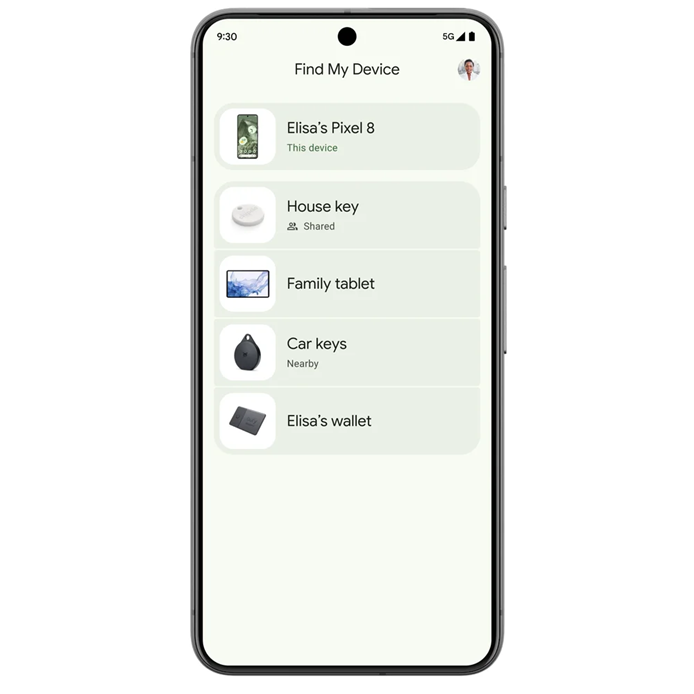 9:30
5G
Find My Device
Elisa’s Pixel 8
This device
House key
Shared
Family tablet
Car keys
Nearby
Elisa’s wallet